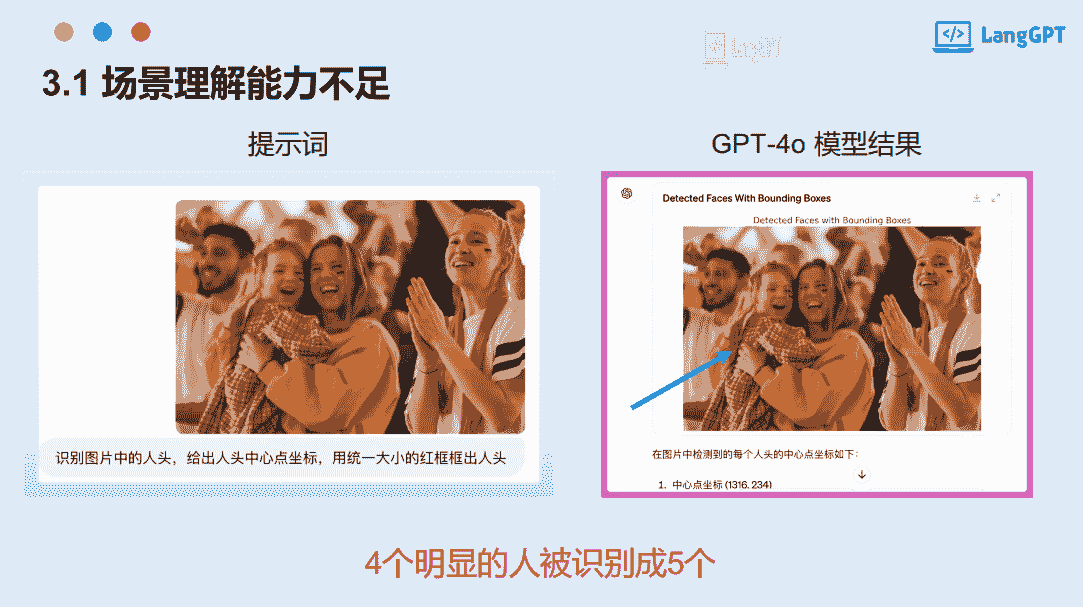 LangGPT
LangGPT
3.1 场景理解能力不足
提示词
识别图片中的人头，给出人头中心点坐标，用统一大小的红框框出人头
GPT-4o 模型结果
Detected Faces With Bounding Boxes
Detected Faces with Bounding Boxes
在图片中检测到的每个人头的中心点坐标如下：
1. 中心点坐标 (1316, 234)
4个明显的人被识别成5个